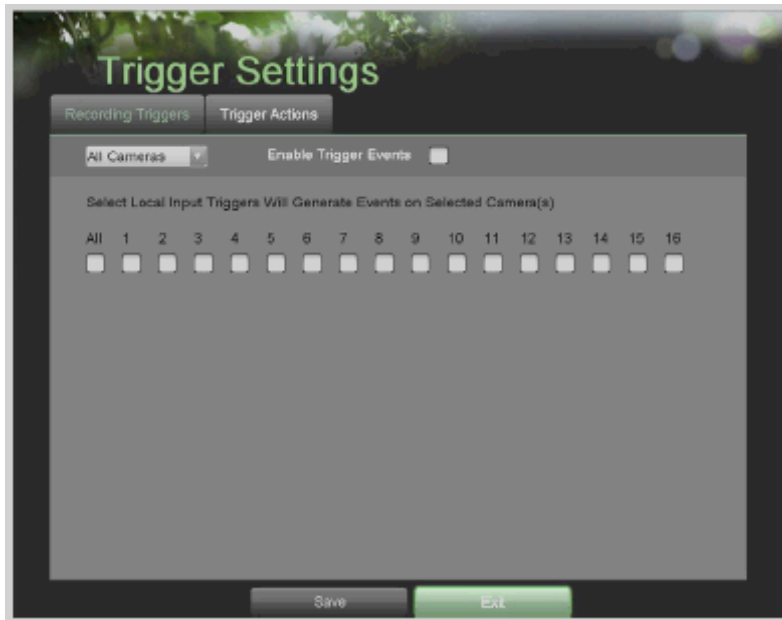 Trigger Settings
Recording Triggers Trigger Actions
All Cameras Enable Trigger Events
Select Local Input Triggers Will Generate Events on Selected Camera(s)
All 1 2 3 4 5 6 7 8 9 10 11 12 13 14 15 16
Save Exit